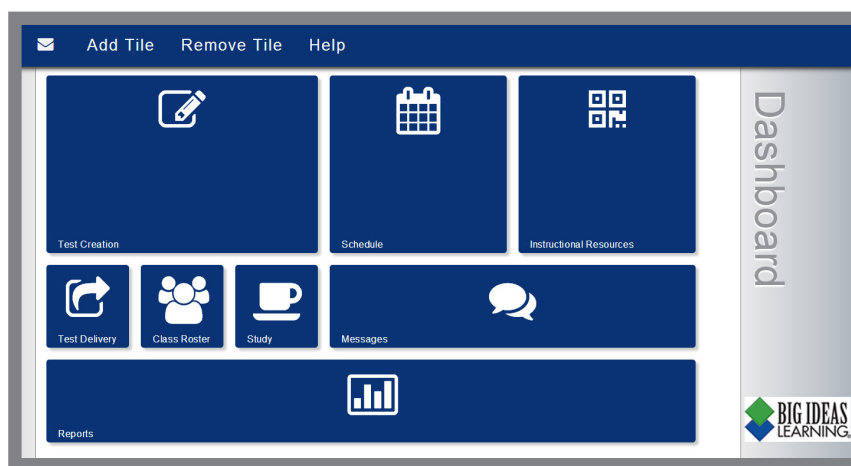 Add Tile Remove Tile Help
Dashboard
Test Creation
Schedule
Instructional Resources
Test Delivery
Class Roster
Study
Messages
Reports
BIG IDEAS
LEARNING®